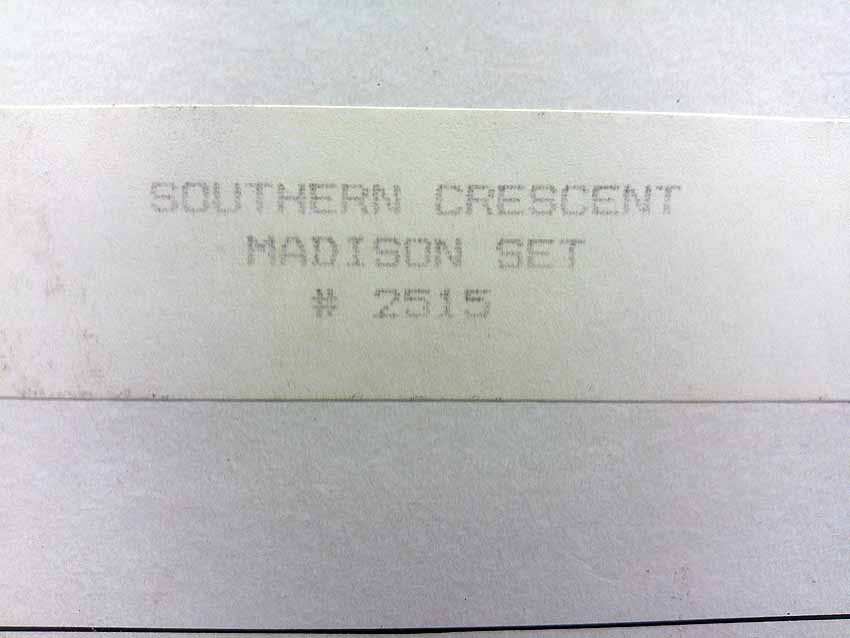 SOUTHERN CRESCENT
MADISON SET
# 2515